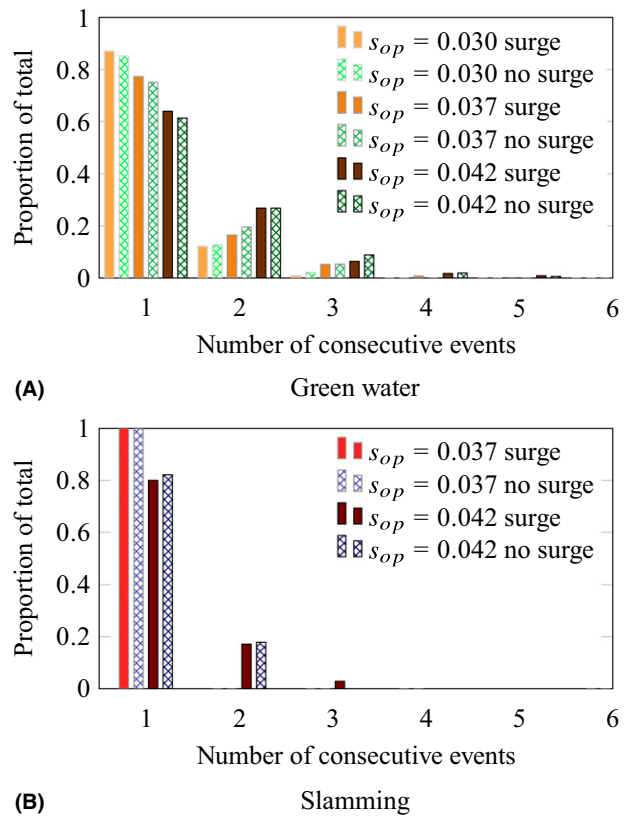 1
0.8
0.6
0.4
0.2
0
Proportion of total
s_op = 0.030 surge
s_op = 0.030 no surge
s_op = 0.037 surge
s_op = 0.037 no surge
s_op = 0.042 surge
s_op = 0.042 no surge
1 2 3 4 5 6
Number of consecutive events
(A) Green water
1
0.8
0.6
0.4
0.2
0
Proportion of total
s_op = 0.037 surge
s_op = 0.037 no surge
s_op = 0.042 surge
s_op = 0.042 no surge
1 2 3 4 5 6
Number of consecutive events
(B) Slamming